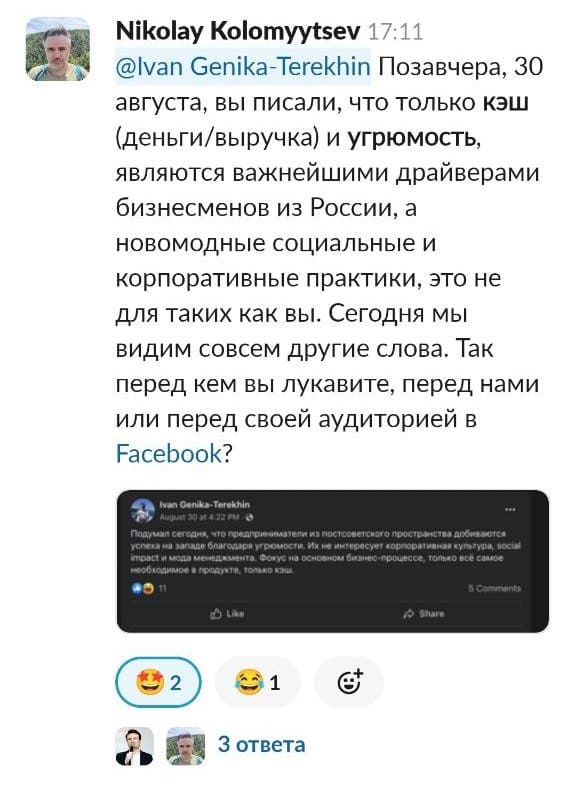 Nikolay Kolomyytsev 17:11
@Ivan Genika-Terekhin Позавчера, 30
августа, вы писали, что только кэш
(деньги/выручка) и угрюмость,
являются важнейшими драйверами
бизнесменов из России, а
новомодные социальные и
корпоративные практики, это не
для таких как вы. Сегодня мы
видим совсем другие слова. Так
перед кем вы лукавите, перед нами
или перед своей аудиторией в
Facebook?
Ivan Genika-Terekhin
August 30 at 4:22 PM
Подумал сегодня, что предприниматели из постсоветского пространства добиваются
успеха на западе благодаря угрюмости. Их не интересует корпоративная культура, social
impact и мода менеджмента. Фокус на основном бизнес-процессе, только всё самое
необходимое в продукте, только кэш.
11
5 Comments
Like
Share
2
1
3 ответа